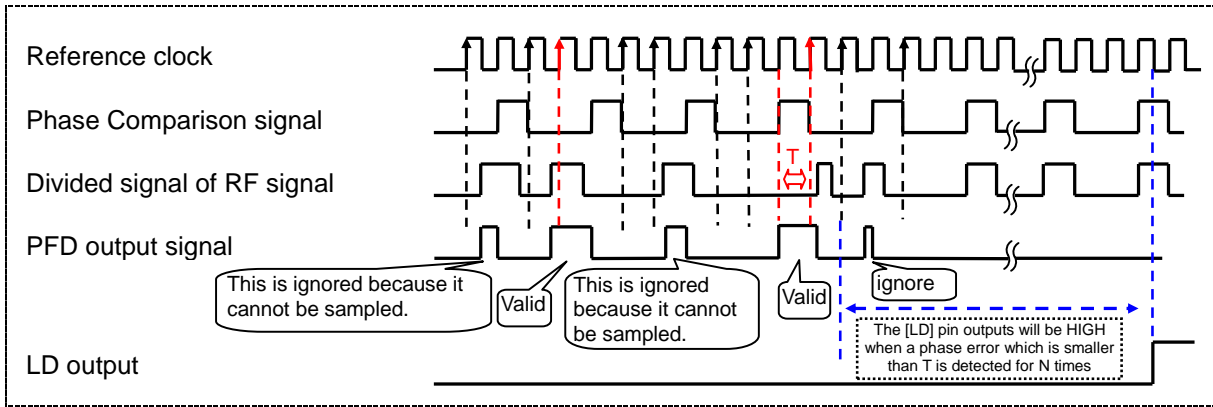 Reference clock
Phase Comparison signal
T
Divided signal of RF signal
PFD output signal
This is ignored because it
cannot be sampled.
Valid
This is ignored
because it cannot
be sampled.
Valid
ignore
The [LD] pin outputs will be HIGH
when a phase error which is smaller
than T is detected for N times
LD output